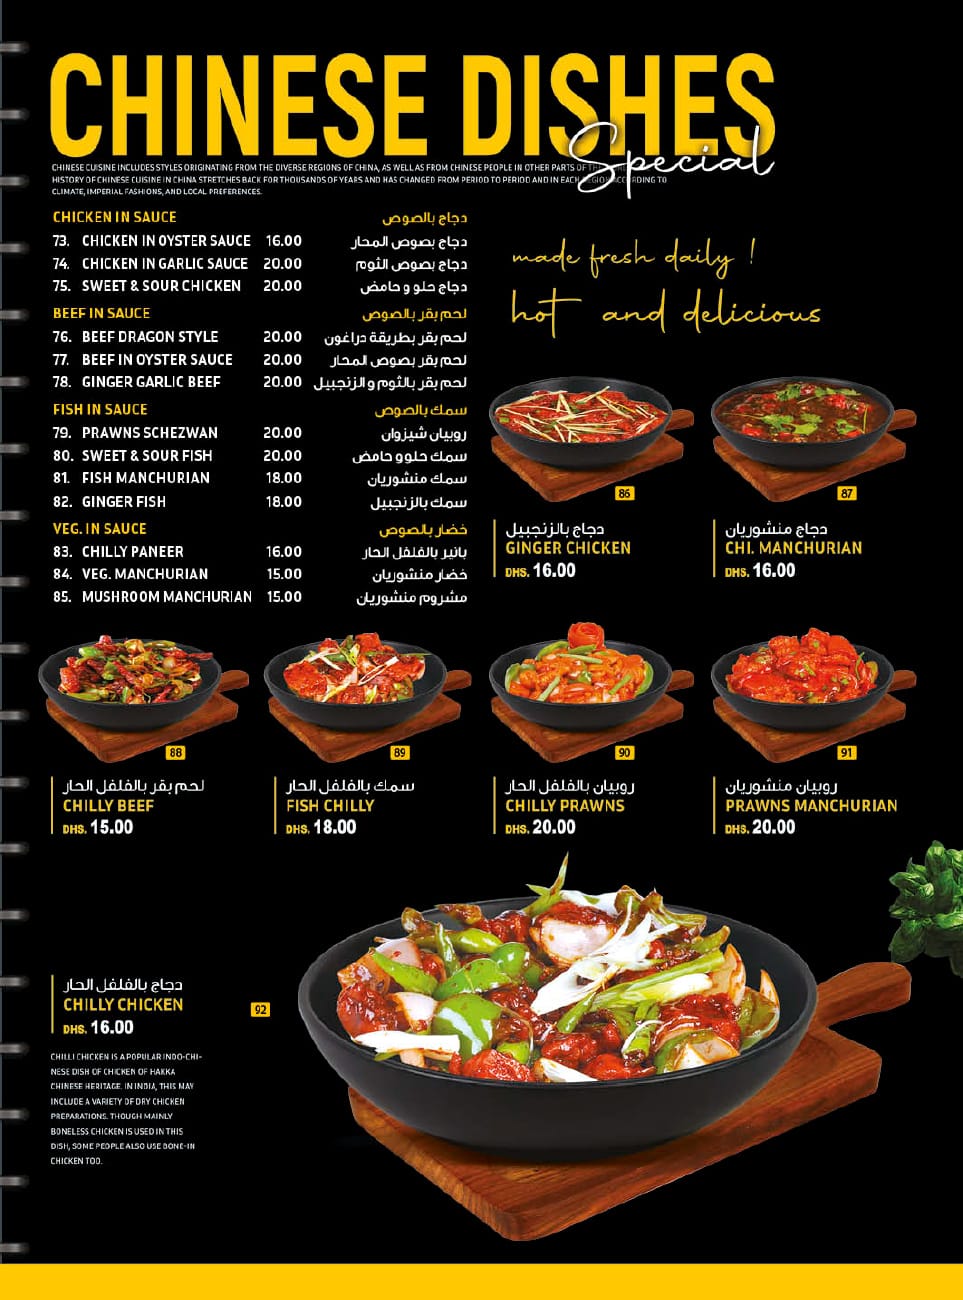 CHINESE DISHES
Special
CHINESE CUISINE INCLUDES STYLES ORIGINATING FROM THE DIVERSE REGIONS OF CHINA, AS WELL AS FROM CHINESE PEOPLE IN OTHER PARTS OF
HISTORY OF CHINESE CUISINE IN CHINA STRETCHES BACK FOR THOUSANDS OF YEARS AND HAS CHANGED FROM PERIOD TO PERIOD AND IN EACH REGION ACCORDING TO
CLIMATE, IMPERIAL FASHIONS, AND LOCAL PREFERENCES.
CHICKEN IN SAUCE دجاج بالصوص
73. CHICKEN IN OYSTER SAUCE 16.00 دجاج بصوص المحار
74. CHICKEN IN GARLIC SAUCE 20.00 دجاج بصوص الثوم
75. SWEET & SOUR CHICKEN 20.00 دجاج حلو و حامض
BEEF IN SAUCE لحم بقر بالصوص
76. BEEF DRAGON STYLE 20.00 لحم بقر بطريقة دراغون
77. BEEF IN OYSTER SAUCE 20.00 لحم بقر بصوص المحار
78. GINGER GARLIC BEEF 20.00 لحم بقر بالثوم و الزنجبيل
FISH IN SAUCE سمك بالصوص
79. PRAWNS SCHEZWAN 20.00 روبيان شيزوان
80. SWEET & SOUR FISH 20.00 سمك حلو و حامض
81. FISH MANCHURIAN 18.00 سمك منشوريان
82. GINGER FISH 18.00 سمك بالزنجبيل
VEG. IN SAUCE خضار بالصوص
83. CHILLY PANEER 16.00 بانير بالفلفل الحار
84. VEG. MANCHURIAN 15.00 خضار منشوريان
85. MUSHROOM MANCHURIAN 15.00 مشروم منشوريان
made fresh daily !
hot and delicious
86
دجاج بالزنجبيل
GINGER CHICKEN
DHS. 16.00
87
دجاج منشوريان
CHI. MANCHURIAN
DHS. 16.00
88
لحم بقر بالفلفل الحار
CHILLY BEEF
DHS. 15.00
89
سمك بالفلفل الحار
FISH CHILLY
DHS. 18.00
90
روبيان بالفلفل الحار
CHILLY PRAWNS
DHS. 20.00
91
روبيان منشوريان
PRAWNS MANCHURIAN
DHS. 20.00
دجاج بالفلفل الحار
CHILLY CHICKEN
DHS. 16.00
92
CHILLI CHICKEN IS A POPULAR INDO-CHI-
NESE DISH OF CHICKEN OF HAKKA
CHINESE HERITAGE. IN INDIA, THIS MAY
INCLUDE A VARIETY OF DRY CHICKEN
PREPARATIONS. THOUGH MAINLY
BONELESS CHICKEN IS USED IN THIS
DISH, SOME PEOPLE ALSO USE BONE-IN
CHICKEN TOO.